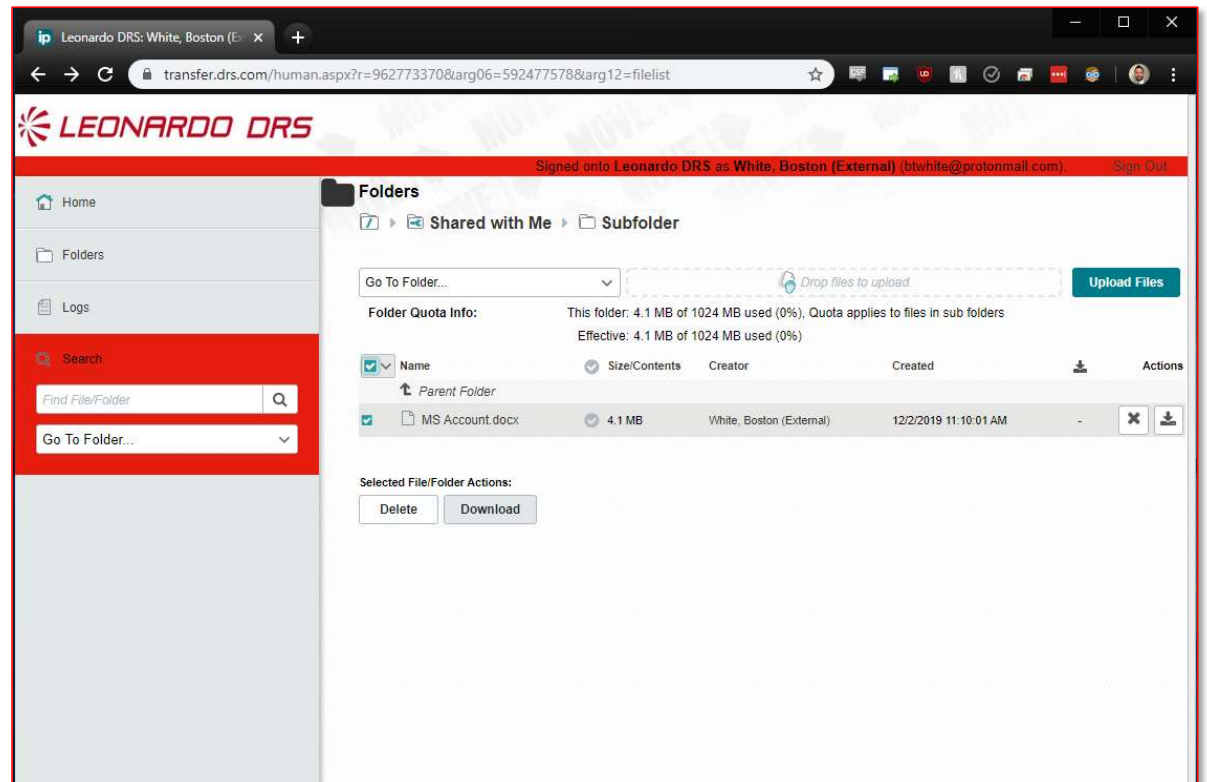 Leonardo DRS: White, Boston (E
transfer.drs.com/human.aspx?r=962773370&arg06=592477578&arg12=filelist
LEONARDO DRS
Signed onto Leonardo DRS as White, Boston (External) (btwhite@protonmail.com). Sign Out
Home
Folders
Logs
Search
Find File/Folder
Go To Folder...
Folders
Shared with Me Subfolder
Go To Folder... Drop files to upload. Upload Files
Folder Quota Info: This folder: 4.1 MB of 1024 MB used (0%), Quota applies to files in sub folders
Effective: 4.1 MB of 1024 MB used (0%)
Name Size/Contents Creator Created Actions
Parent Folder
MS Account.docx 4.1 MB White, Boston (External) 12/2/2019 11:10:01 AM -
Selected File/Folder Actions:
Delete Download